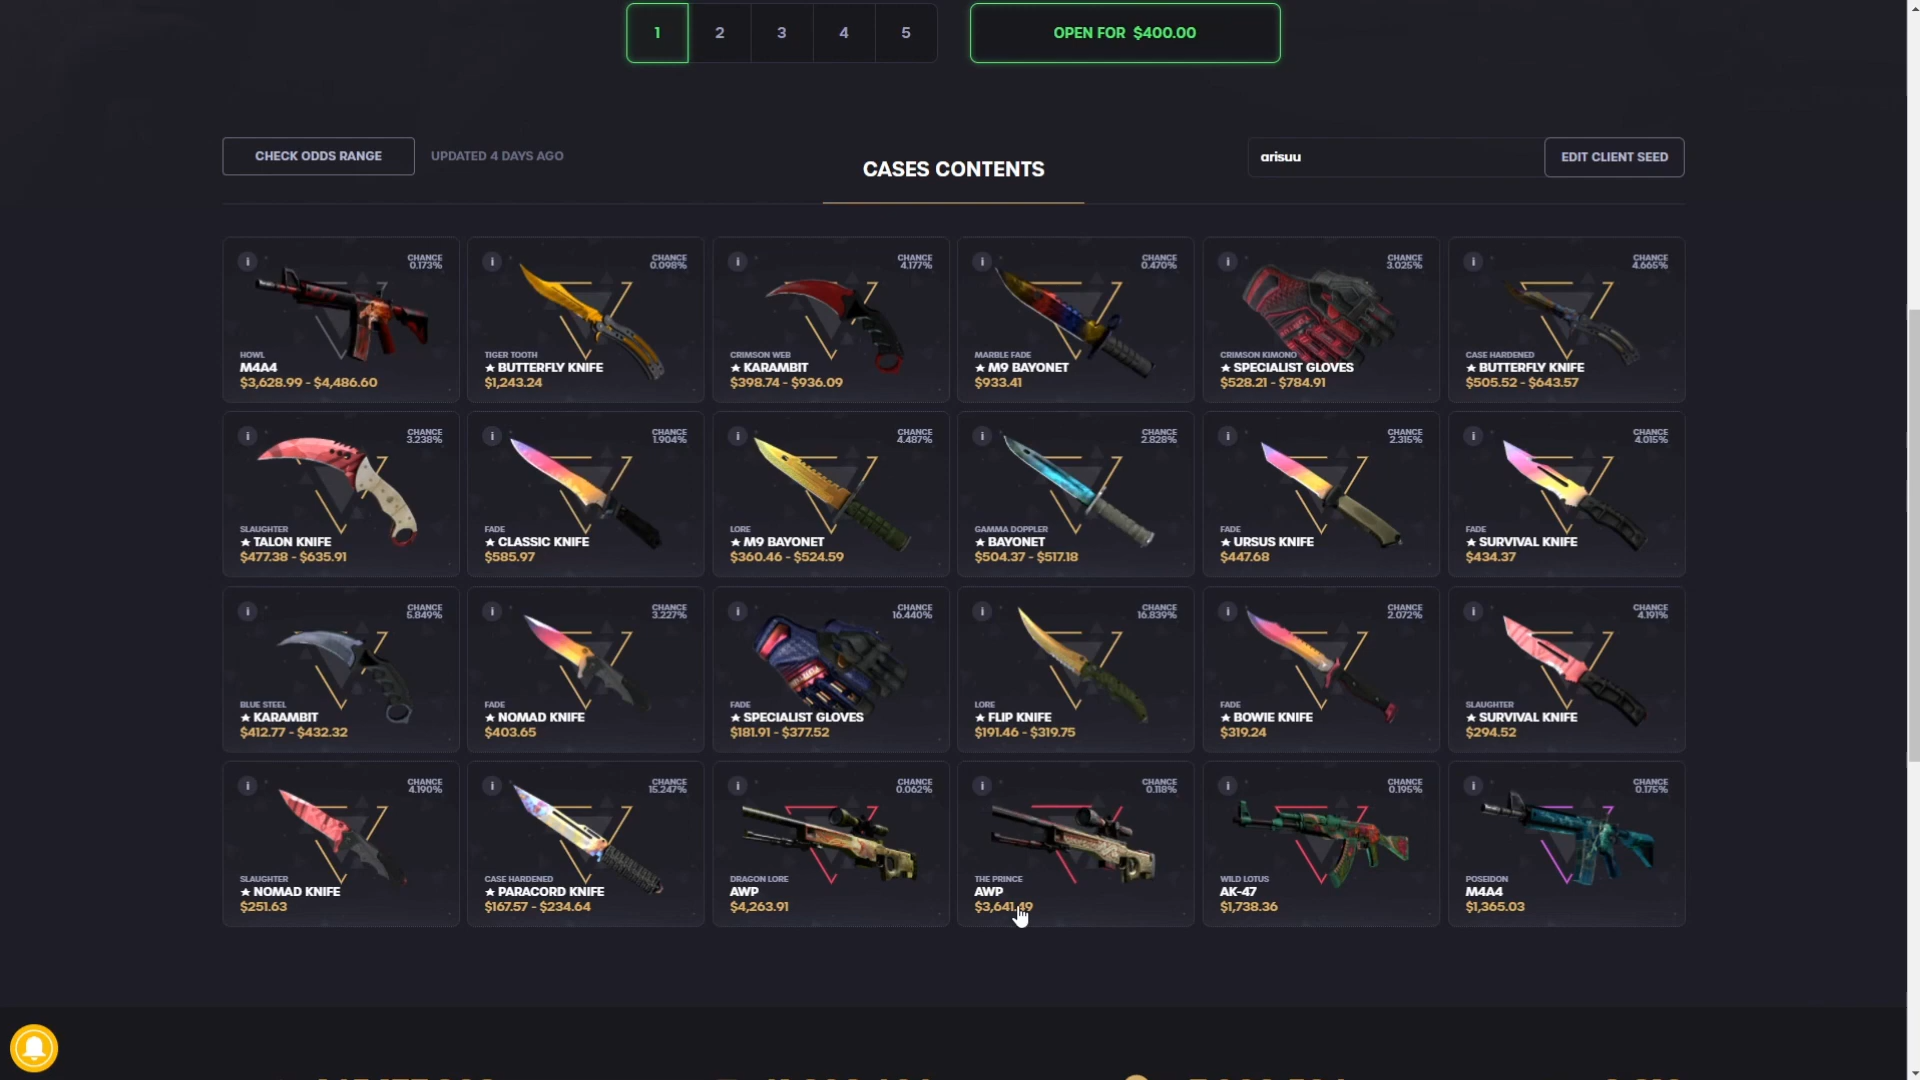 1 2 3 4 5 OPEN FOR $400.00
CHECK ODDS RANGE UPDATED 4 DAYS AGO CASES CONTENTS arisuu EDIT CLIENT SEED
CHANCE
0.173%
HOWL
M4A4
$3,628.99 - $4,486.60
CHANCE
0.098%
TIGER TOOTH
★ BUTTERFLY KNIFE
$1,243.24
CHANCE
4.177%
CRIMSON WEB
★ KARAMBIT
$398.74 - $936.09
CHANCE
0.470%
MARBLE FADE
★ M9 BAYONET
$933.41
CHANCE
3.025%
CRIMSON KIMONO
★ SPECIALIST GLOVES
$528.21 - $784.91
CHANCE
4.665%
CASE HARDENED
★ BUTTERFLY KNIFE
$505.52 - $643.57
CHANCE
3.238%
SLAUGHTER
★ TALON KNIFE
$477.38 - $635.91
CHANCE
1.904%
FADE
★ CLASSIC KNIFE
$585.97
CHANCE
4.487%
LORE
★ M9 BAYONET
$360.46 - $524.59
CHANCE
2.828%
GAMMA DOPPLER
★ BAYONET
$504.37 - $517.18
CHANCE
2.315%
FADE
★ URSUS KNIFE
$447.68
CHANCE
4.015%
FADE
★ SURVIVAL KNIFE
$434.37
CHANCE
5.849%
BLUE STEEL
★ KARAMBIT
$412.77 - $432.32
CHANCE
3.227%
FADE
★ NOMAD KNIFE
$403.65
CHANCE
16.440%
FADE
★ SPECIALIST GLOVES
$181.91 - $377.52
CHANCE
16.839%
LORE
★ FLIP KNIFE
$191.46 - $319.75
CHANCE
2.072%
FADE
★ BOWIE KNIFE
$319.24
CHANCE
4.191%
SLAUGHTER
★ SURVIVAL KNIFE
$294.52
CHANCE
4.190%
SLAUGHTER
★ NOMAD KNIFE
$251.63
CHANCE
15.247%
CASE HARDENED
★ PARACORD KNIFE
$167.57 - $234.64
CHANCE
0.062%
DRAGON LORE
AWP
$4,263.91
CHANCE
0.118%
THE PRINCE
AWP
$3,641.49
CHANCE
0.195%
WILD LOTUS
AK-47
$1,738.36
CHANCE
0.175%
POSEIDON
M4A4
$1,365.03